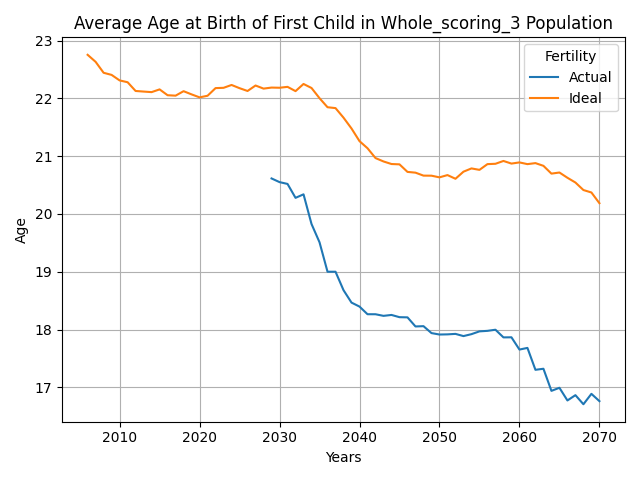 Average Age at Birth of First Child in Whole_scoring_3 Population
Fertility
Actual
Ideal
23
22
21
20
19
18
17
Age
2010 2020 2030 2040 2050 2060 2070
Years